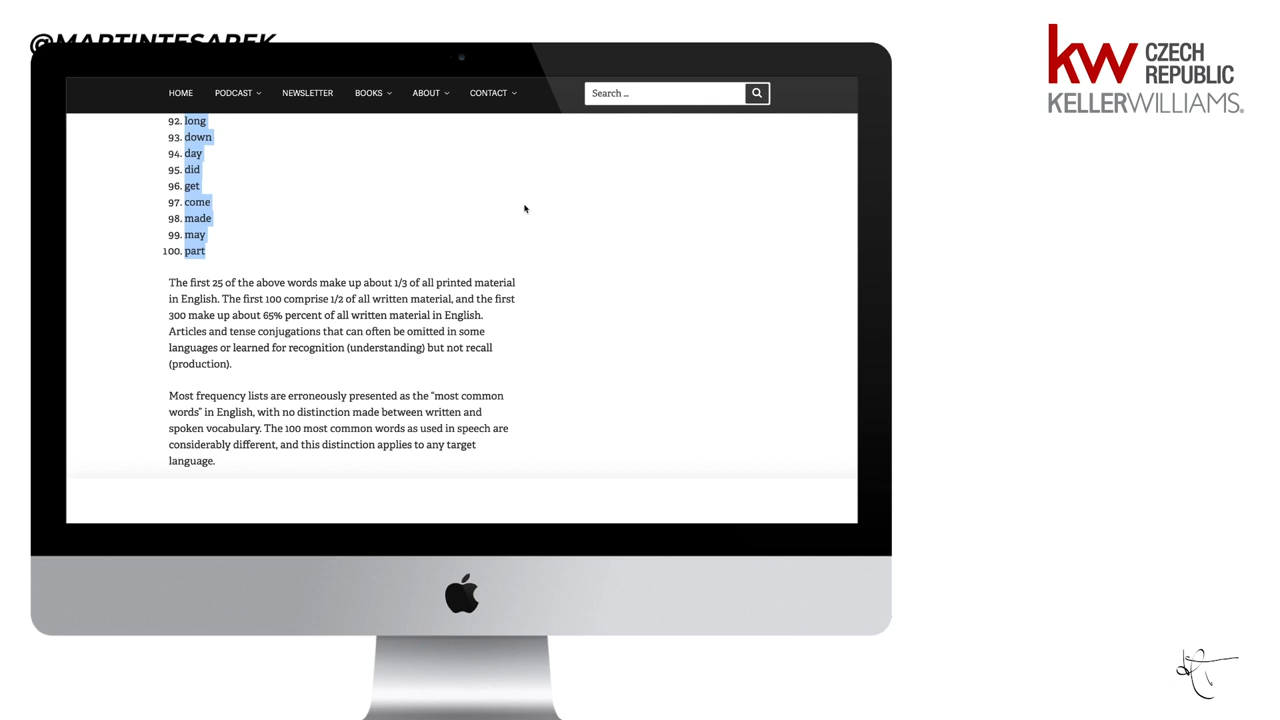 @MARTINTESAREK
kw CZECH REPUBLIC
KELLERWILLIAMS.
HOME PODCAST NEWSLETTER BOOKS ABOUT CONTACT Search ...
92. long
93. down
94. day
95. did
96. get
97. come
98. made
99. may
100. part
The first 25 of the above words make up about 1/3 of all printed material
in English. The first 100 comprise 1/2 of all written material, and the first
300 make up about 65% percent of all written material in English.
Articles and tense conjugations that can often be omitted in some
languages or learned for recognition (understanding) but not recall
(production).
Most frequency lists are erroneously presented as the “most common
words” in English, with no distinction made between written and
spoken vocabulary. The 100 most common words as used in speech are
considerably different, and this distinction applies to any target
language.